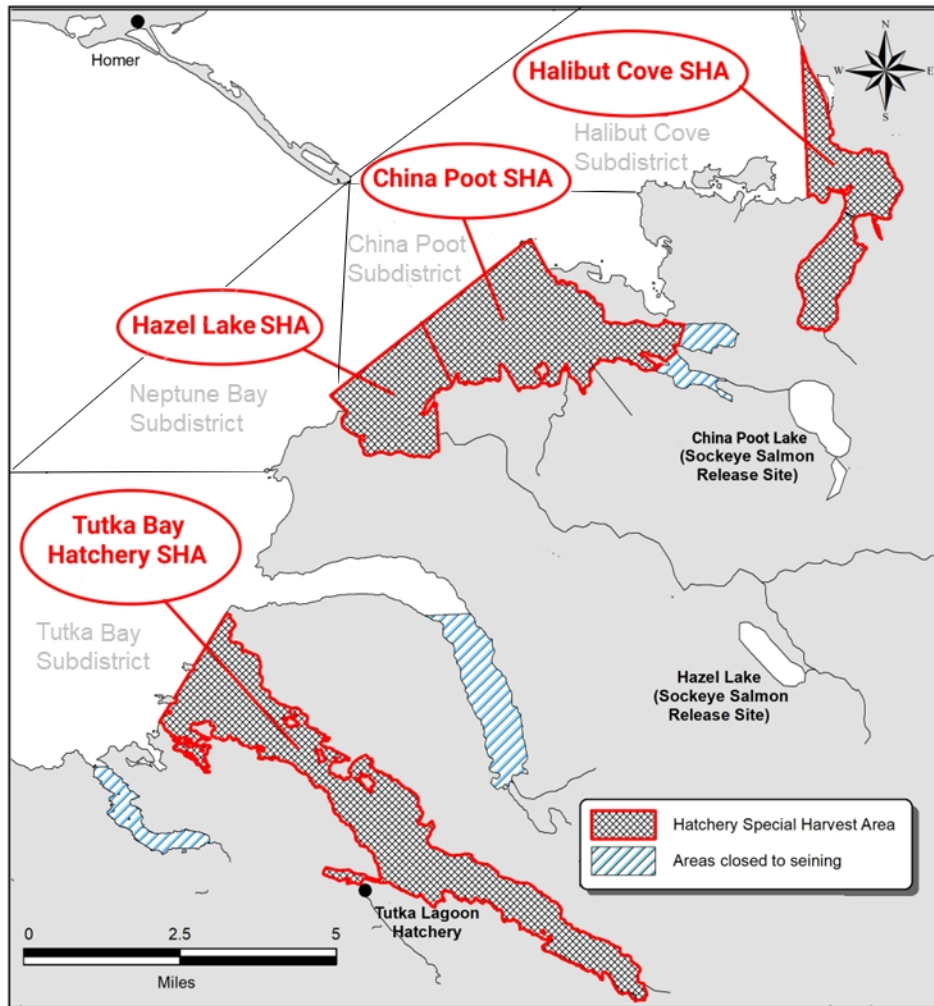 Homer
Halibut Cove SHA
N
W
E
S
Halibut Cove
Subdistrict
China Poot SHA
China Poot
Subdistrict
Hazel Lake SHA
Neptune Bay
Subdistrict
China Poot Lake
(Sockeye Salmon
Release Site)
Tutka Bay
Hatchery SHA
Tutka Bay
Subdistrict
Hazel Lake
(Sockeye Salmon
Release Site)
Hatchery Special Harvest Area
Areas closed to seining
Tutka Lagoon
Hatchery
0 2.5 5
Miles